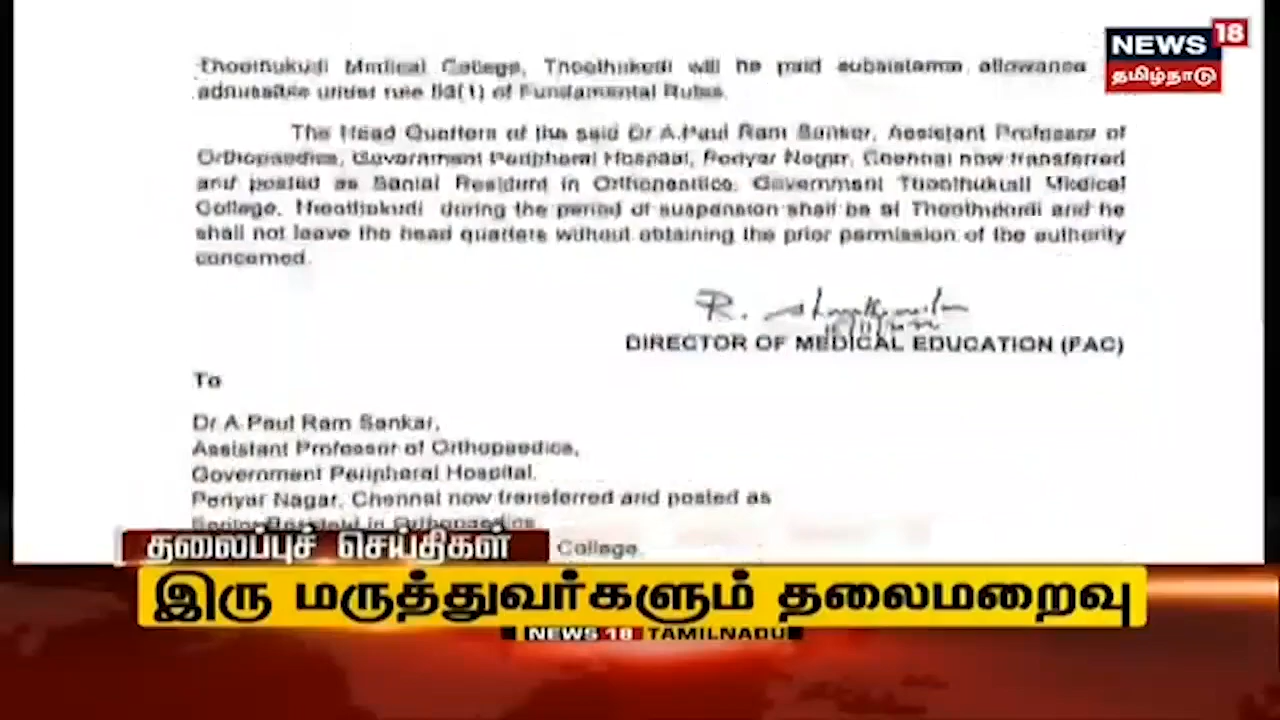 NEWS 18
தமிழ்நாடு
Thoothukudi Medical College, Thoothukudi will be paid subsistence allowance
admissible under rule 53(1) of Fundamental Rules.
The Head Quarters of the said Dr A.Paul Ram Sankar, Assistant Professor of
Orthopaedics, Government Peripheral Hospital, Periyar Nagar, Chennai now transferred
and posted as Senior Resident in Orthopaedics, Government Thoothukudi Medical
College, Thoothukudi during the period of suspension shall be at Thoothukudi and he
shall not leave the head quarters without obtaining the prior permission of the authority
concerned.
R.
DIRECTOR OF MEDICAL EDUCATION (FAC)
To
Dr A Paul Ram Sankar,
Assistant Professor of Orthopaedics,
Government Peripheral Hospital,
Periyar Nagar, Chennai now transferred and posted as
Senior Resident in Orthopaedics
College.
தலைப்புச் செய்திகள்
இரு மருத்துவர்களும் தலைமறைவு
NEWS 18 TAMILNADU